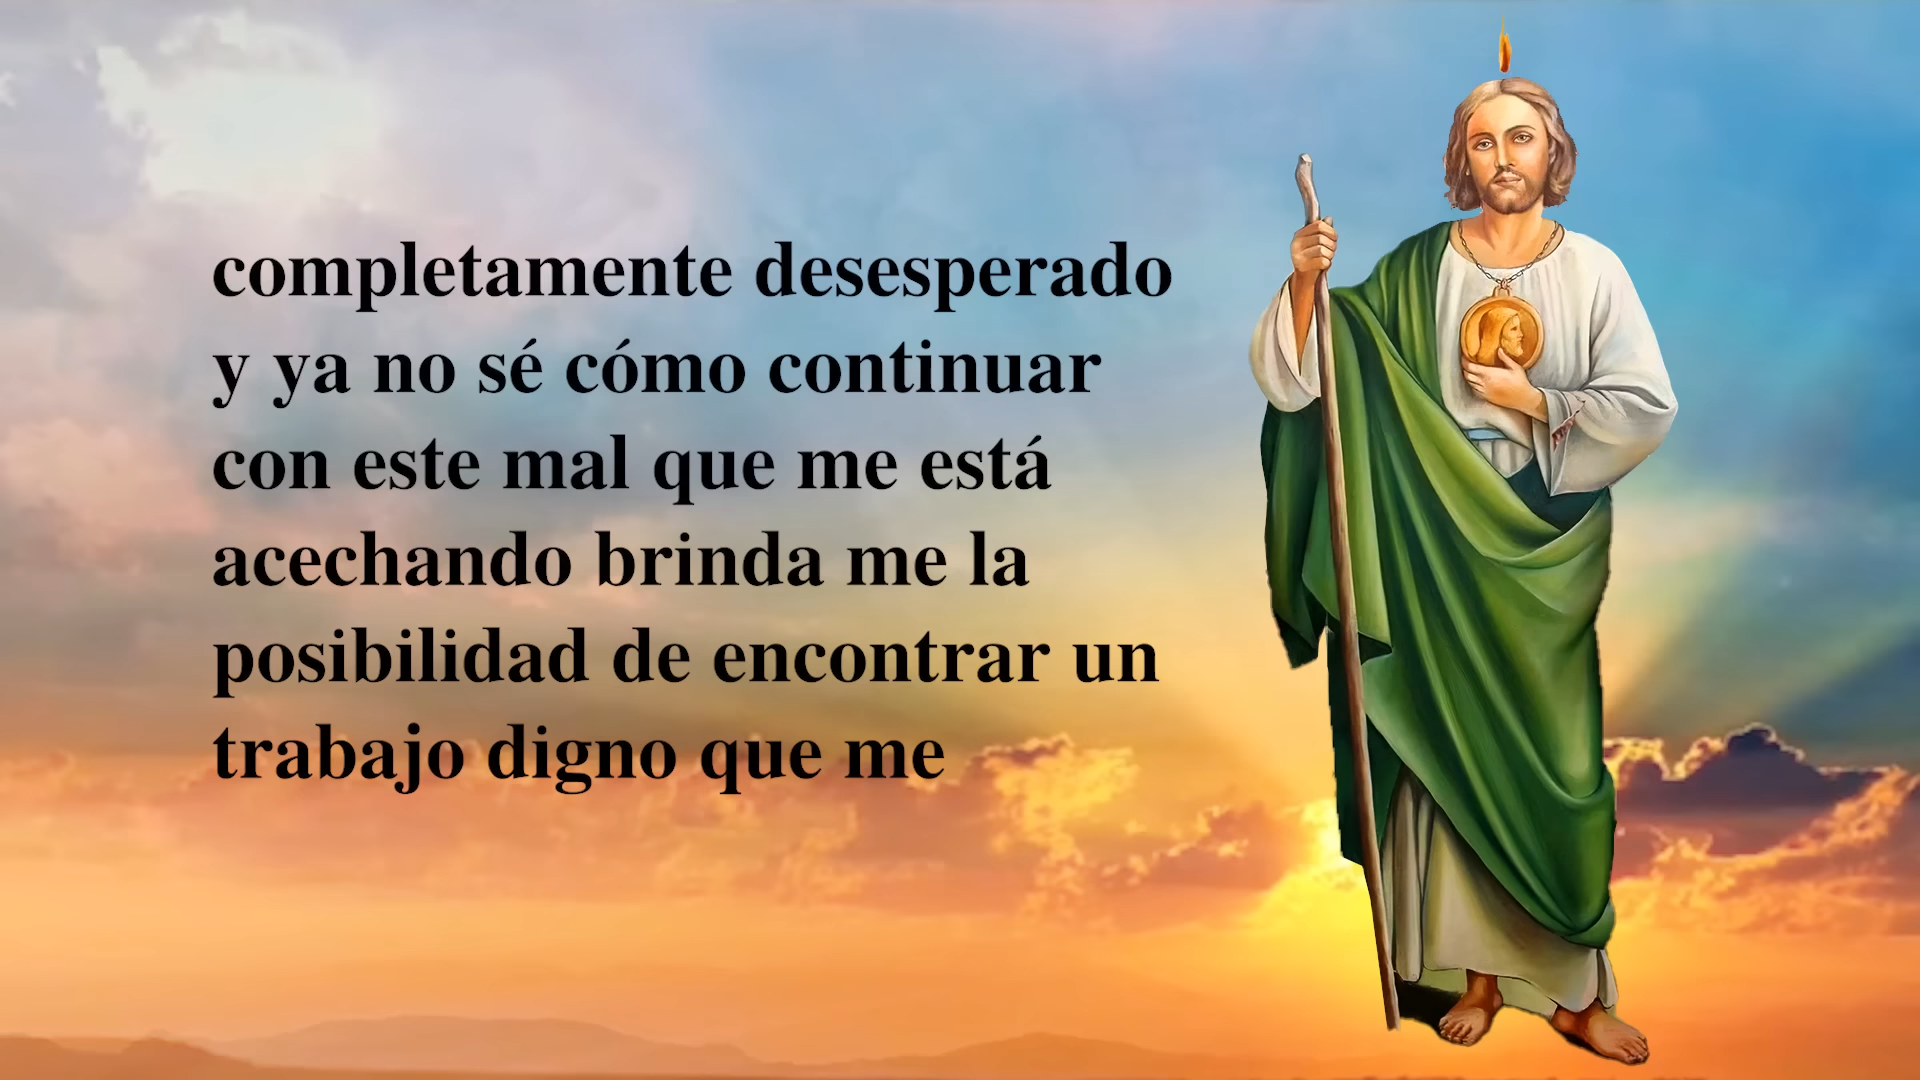 completamente desesperado
y ya no sé cómo continuar
con este mal que me está
acechando brinda me la
posibilidad de encontrar un
trabajo digno que me